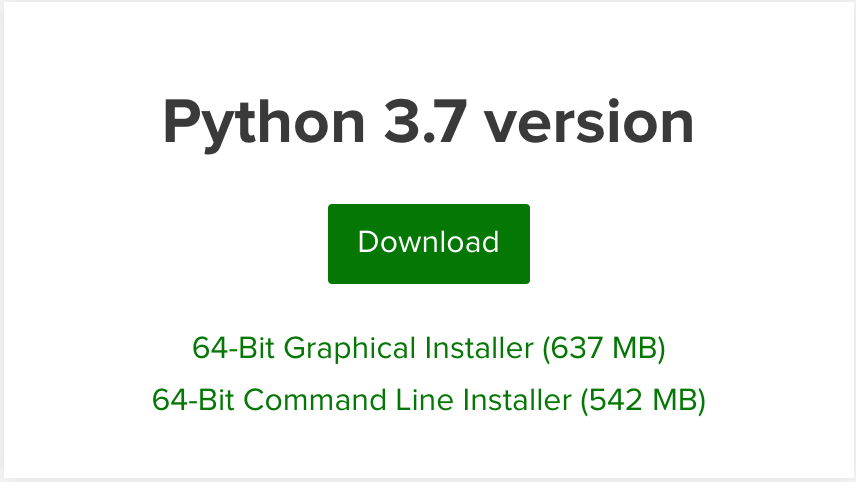 Python 3.7 version
Download
64-Bit Graphical Installer (637 MB)
64-Bit Command Line Installer (542 MB)